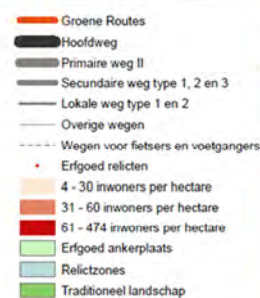 Groene Routes
Hoofdweg
Primaire weg II
Secundaire weg type 1, 2 en 3
Lokale weg type 1 en 2
Overige wegen
Wegen voor fietsers en voetgangers
Erfgoed relicten
4 - 30 inwoners per hectare
31 - 60 inwoners per hectare
61 - 474 inwoners per hectare
Erfgoed ankerplaats
Relictzones
Traditioneel landschap